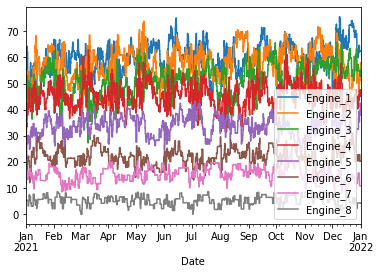 70
60
50
40
30
20
10
0
Engine_1
Engine_2
Engine_3
Engine_4
Engine_5
Engine_6
Engine_7
Engine_8
Jan Feb Mar Apr May Jun Jul Aug Sep Oct Nov Dec Jan
2021 2022
Date